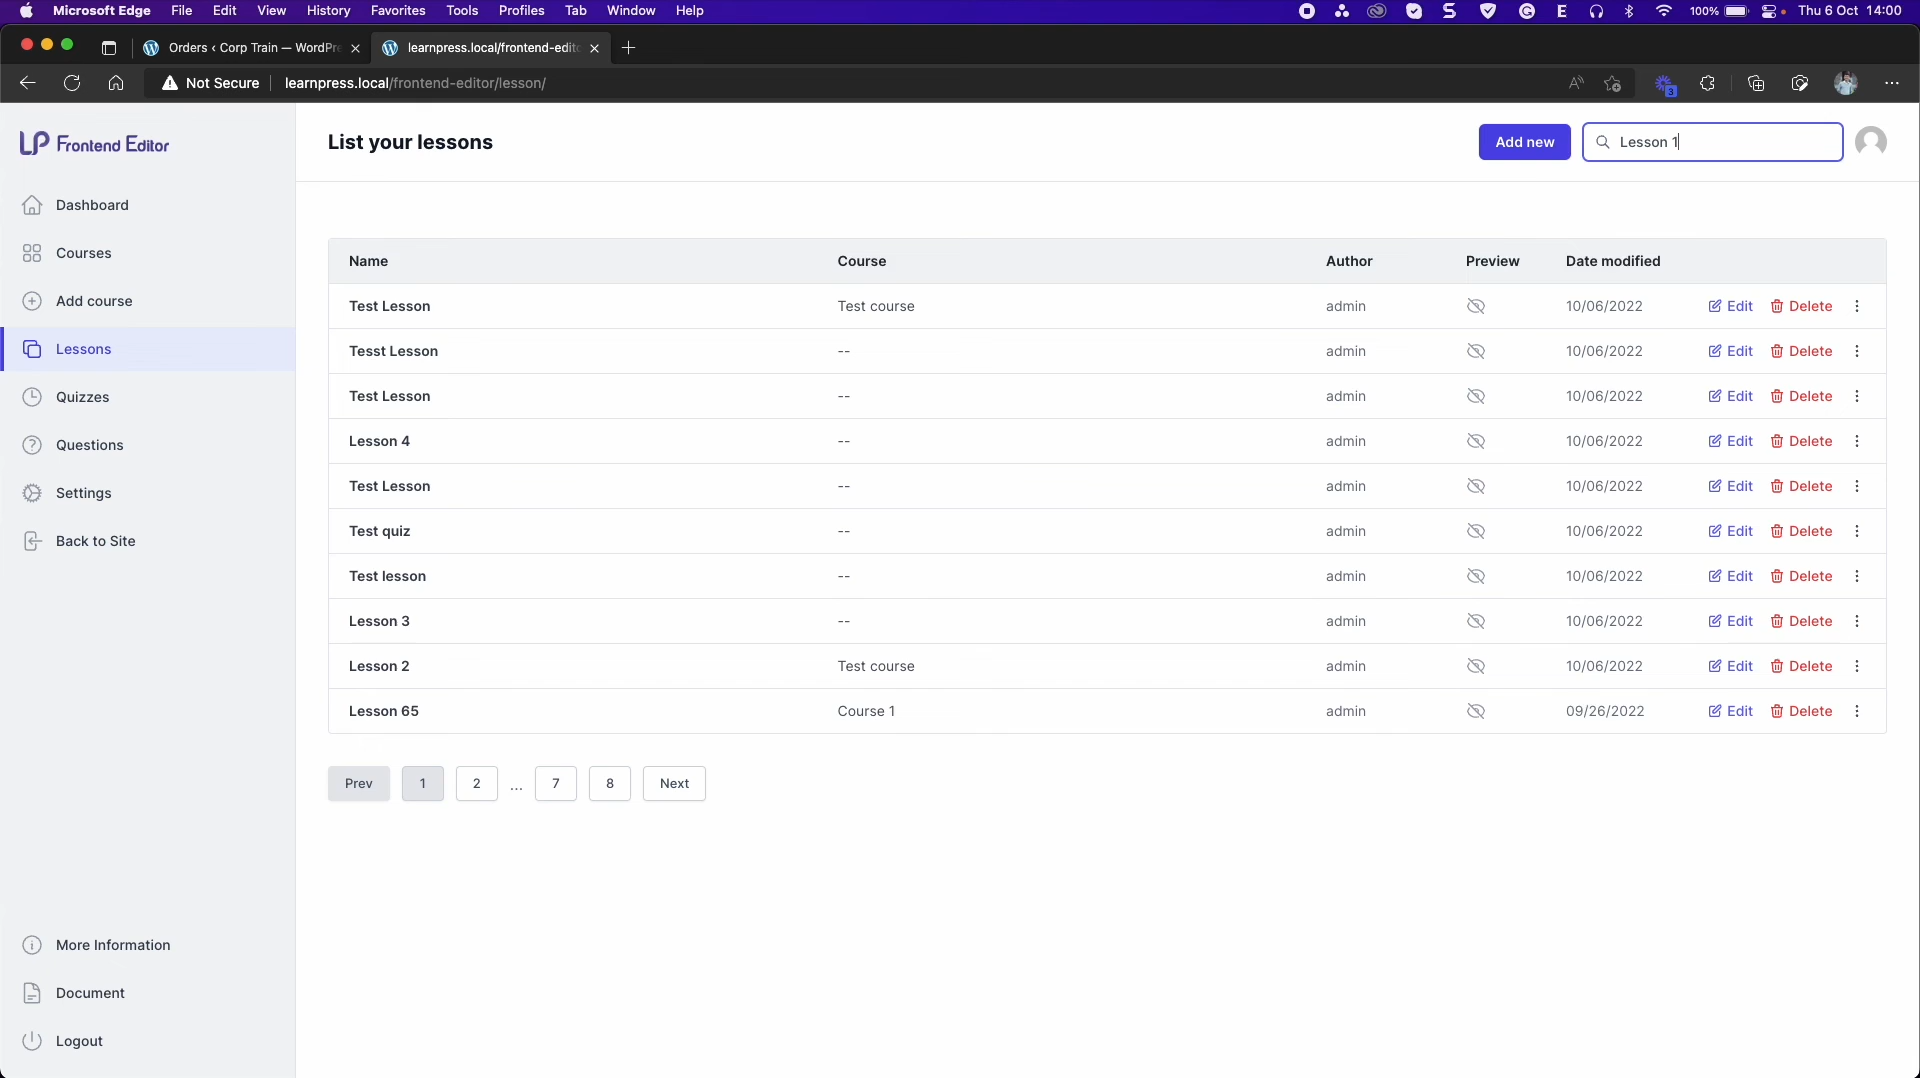 Microsoft Edge File Edit View History Favorites Tools Profiles Tab Window Help 100% Thu 6 Oct 14:00
Orders ‹ Corp Train — WordPre learnpress.local/frontend-edito
Not Secure learnpress.local/frontend-editor/lesson/ 3
LP Frontend Editor
Dashboard
Courses
Add course
Lessons
Quizzes
Questions
Settings
Back to Site
More Information
Document
Logout
List your lessons Add new Lesson 1
Name Course Author Preview Date modified
Test Lesson Test course admin 10/06/2022 Edit Delete
Tesst Lesson -- admin 10/06/2022 Edit Delete
Test Lesson -- admin 10/06/2022 Edit Delete
Lesson 4 -- admin 10/06/2022 Edit Delete
Test Lesson -- admin 10/06/2022 Edit Delete
Test quiz -- admin 10/06/2022 Edit Delete
Test lesson -- admin 10/06/2022 Edit Delete
Lesson 3 -- admin 10/06/2022 Edit Delete
Lesson 2 Test course admin 10/06/2022 Edit Delete
Lesson 65 Course 1 admin 09/26/2022 Edit Delete
Prev 1 2 ... 7 8 Next